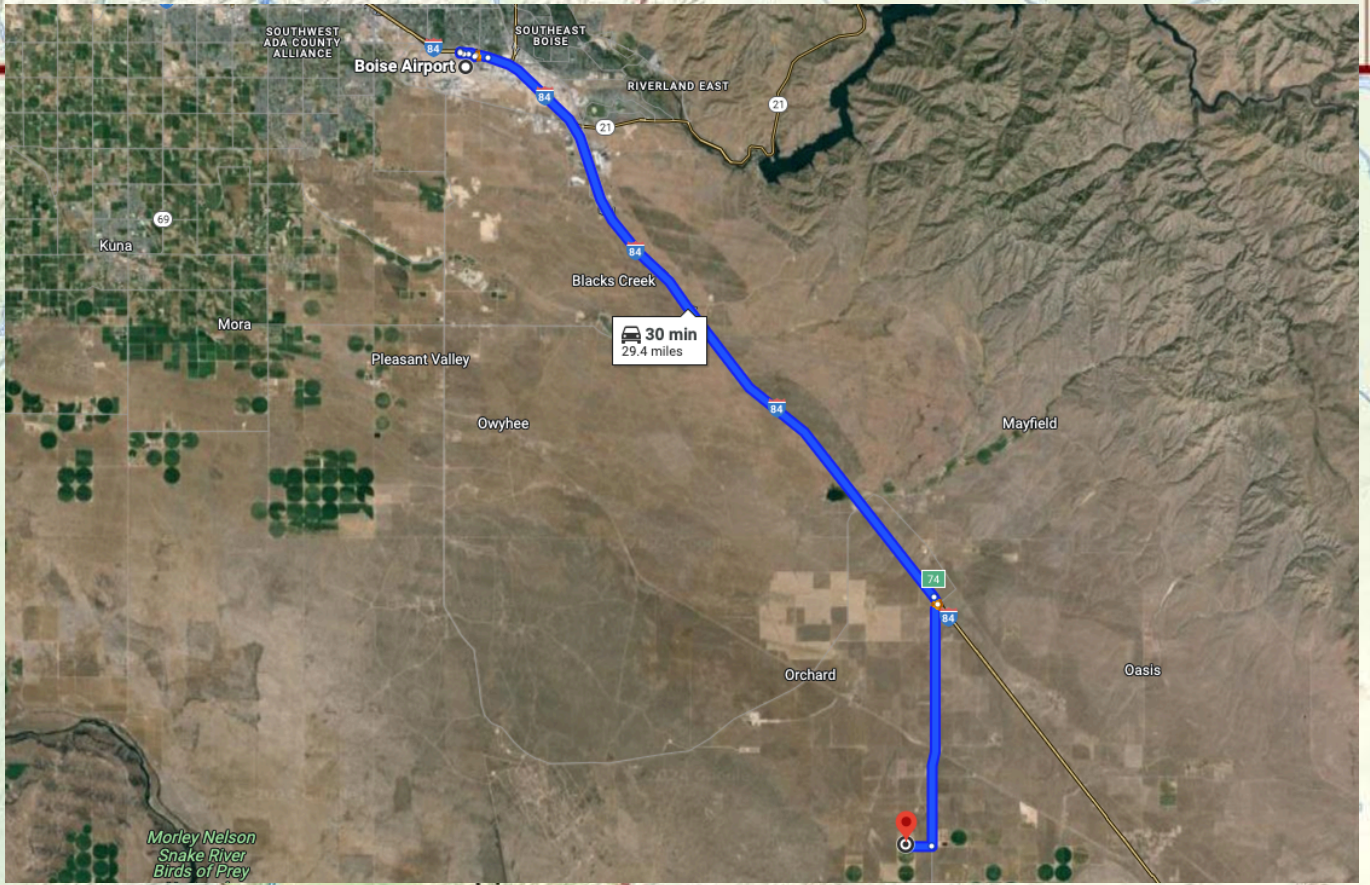 SOUTHWEST
ADA COUNTY
ALLIANCE
SOUTHEAST
BOISE
84
Boise Airport
RIVERLAND EAST
84
21
21
69
Kuna
84
Blacks Creek
Mora
30 min
29.4 miles
Pleasant Valley
84
Owyhee
Mayfield
74
84
Orchard
Oasis
Morley Nelson
Snake River
Birds of Prey